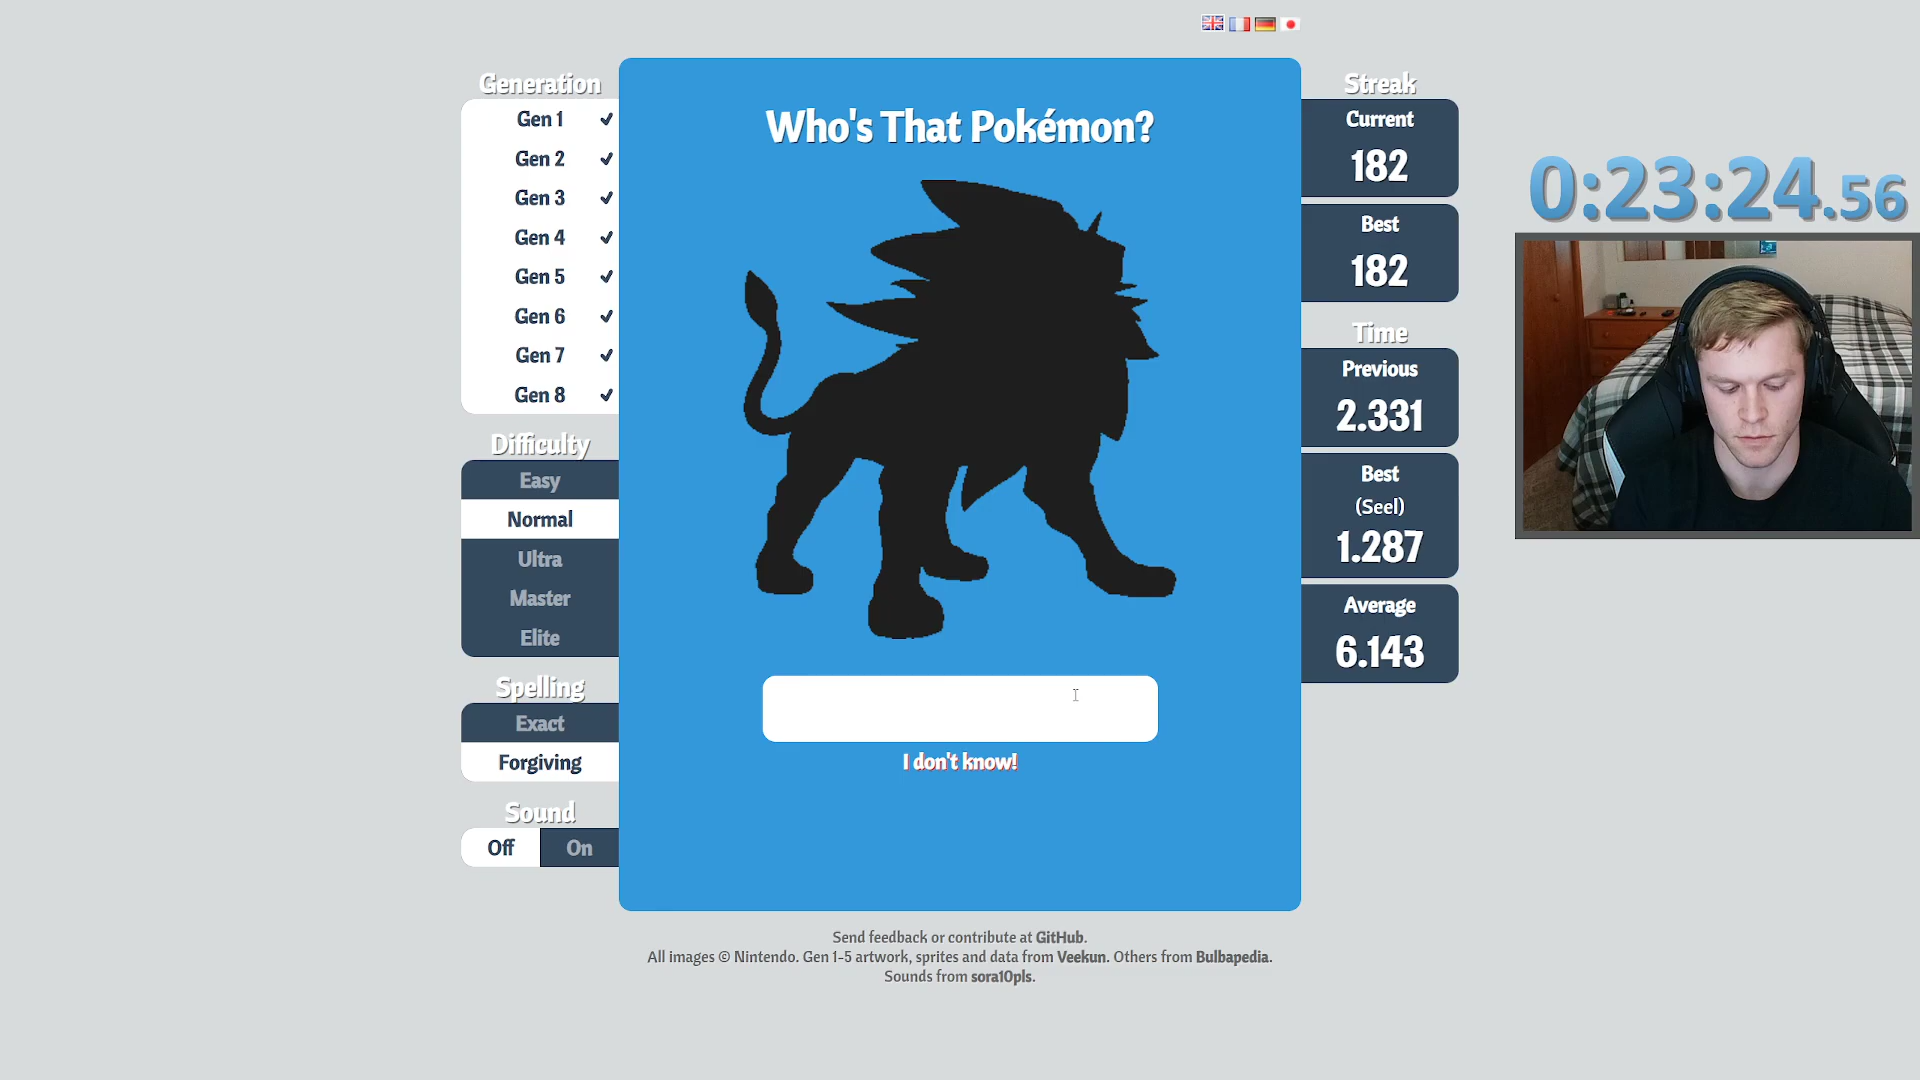 Generation
Gen 1
Gen 2
Gen 3
Gen 4
Gen 5
Gen 6
Gen 7
Gen 8
Difficulty
Easy
Normal
Ultra
Master
Elite
Spelling
Exact
Forgiving
Sound
Off On
Who's That Pokémon?
I don't know!
Streak
Current
182
Best
182
Time
Previous
2.331
Best
(Seel)
1.287
Average
6.143
0:23:24.56
Send feedback or contribute at GitHub.
All images © Nintendo. Gen 1-5 artwork, sprites and data from Veekun. Others from Bulbapedia.
Sounds from sora10pls.